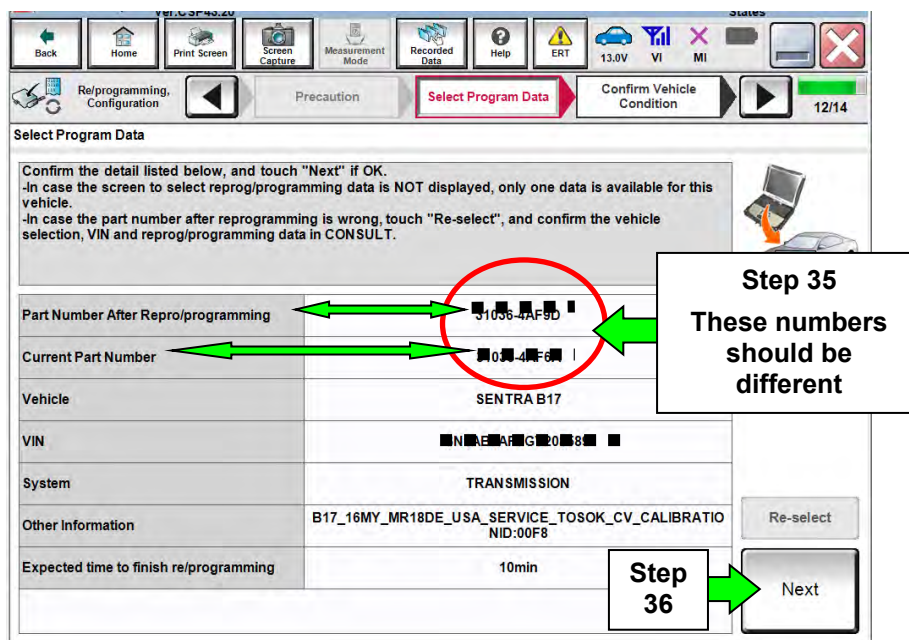 Back
Home
Print Screen
Screen
Capture
Measurement
Mode
Recorded
Data
Help
ERT
13.0V
VI
MI
Re/programming,
Configuration
Precaution
Select Program Data
Confirm Vehicle
Condition
12/14
Select Program Data
Confirm the detail listed below, and touch "Next" if OK.
-In case the screen to select reprog/programming data is NOT displayed, only one data is available for this
vehicle.
-In case the part number after reprogramming is wrong, touch "Re-select", and confirm the vehicle
selection, VIN and reprog/programming data in CONSULT.
Step 35
These numbers
should be
different
Part Number After Repro/programming
Current Part Number
Vehicle
SENTRA B17
VIN
System
TRANSMISSION
Other Information
B17_16MY_MR18DE_USA_SERVICE_TOSOK_CV_CALIBRATIO
NID:00F8
Re-select
Expected time to finish re/programming
10min
Step
36
Next